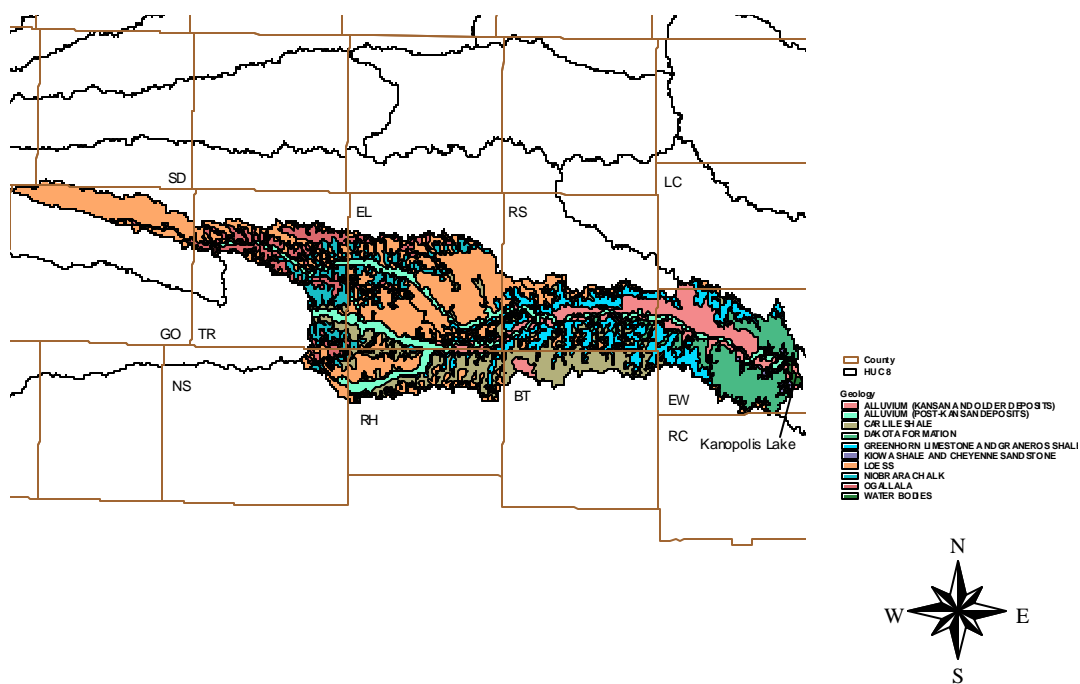 SD
LC
EL
RS
GO
TR
NS
BT
EW
RH
RC
Kanopolis Lake
County
HUC 8
Geology
ALLUVIUM (KANSAN AND OLDER DEPOSITS)
ALLUVIUM (POST-KANSAN DEPOSITS)
CARLILE SHALE
DAKOTA FORMATION
GREENHORN LIMESTONE AND GRANEROS SHALE
KIOWA SHALE AND CHEYENNE SANDSTONE
LOESS
NIOBRARA CHALK
OGALLALA
WATER BODIES
N
W
E
S